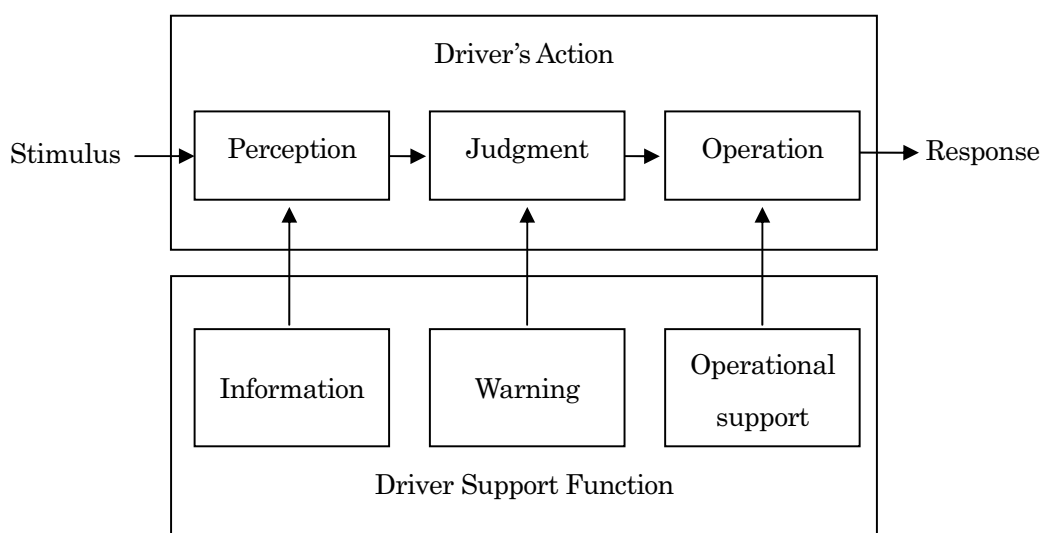 Driver’s Action
Stimulus
Perception
Judgment
Operation
Response
Information
Warning
Operational
support
Driver Support Function